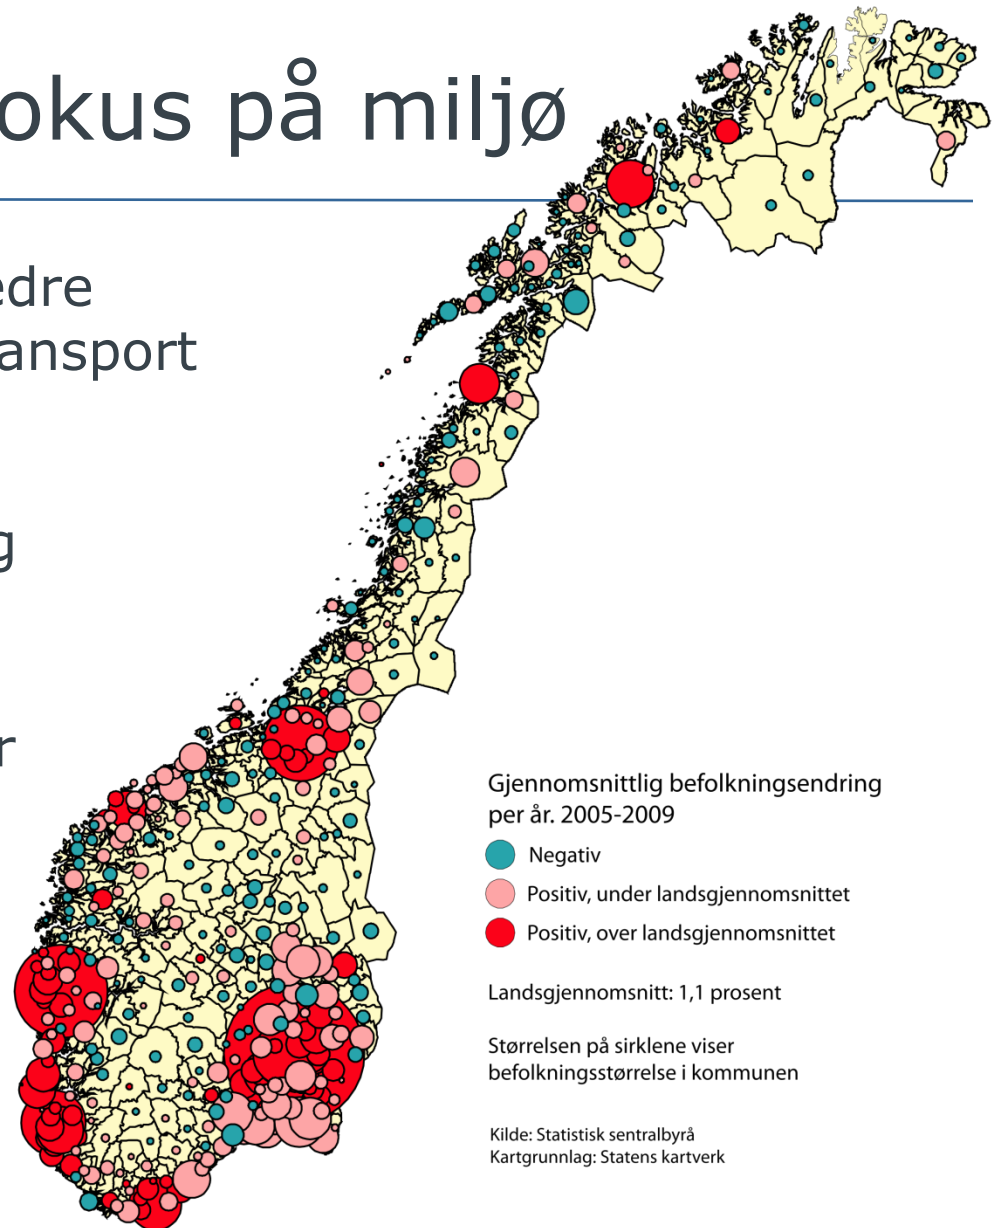 okus på miljø
edre
ansport
g
r
Gjennomsnittlig befolkningsendring
per år. 2005-2009
Negativ
Positiv, under landsgjennomsnittet
Positiv, over landsgjennomsnittet
Landsgjennomsnitt: 1,1 prosent
Størrelsen på sirklene viser
befolkningsstørrelse i kommunen
Kilde: Statistisk sentralbyrå
Kartgrunnlag: Statens kartverk